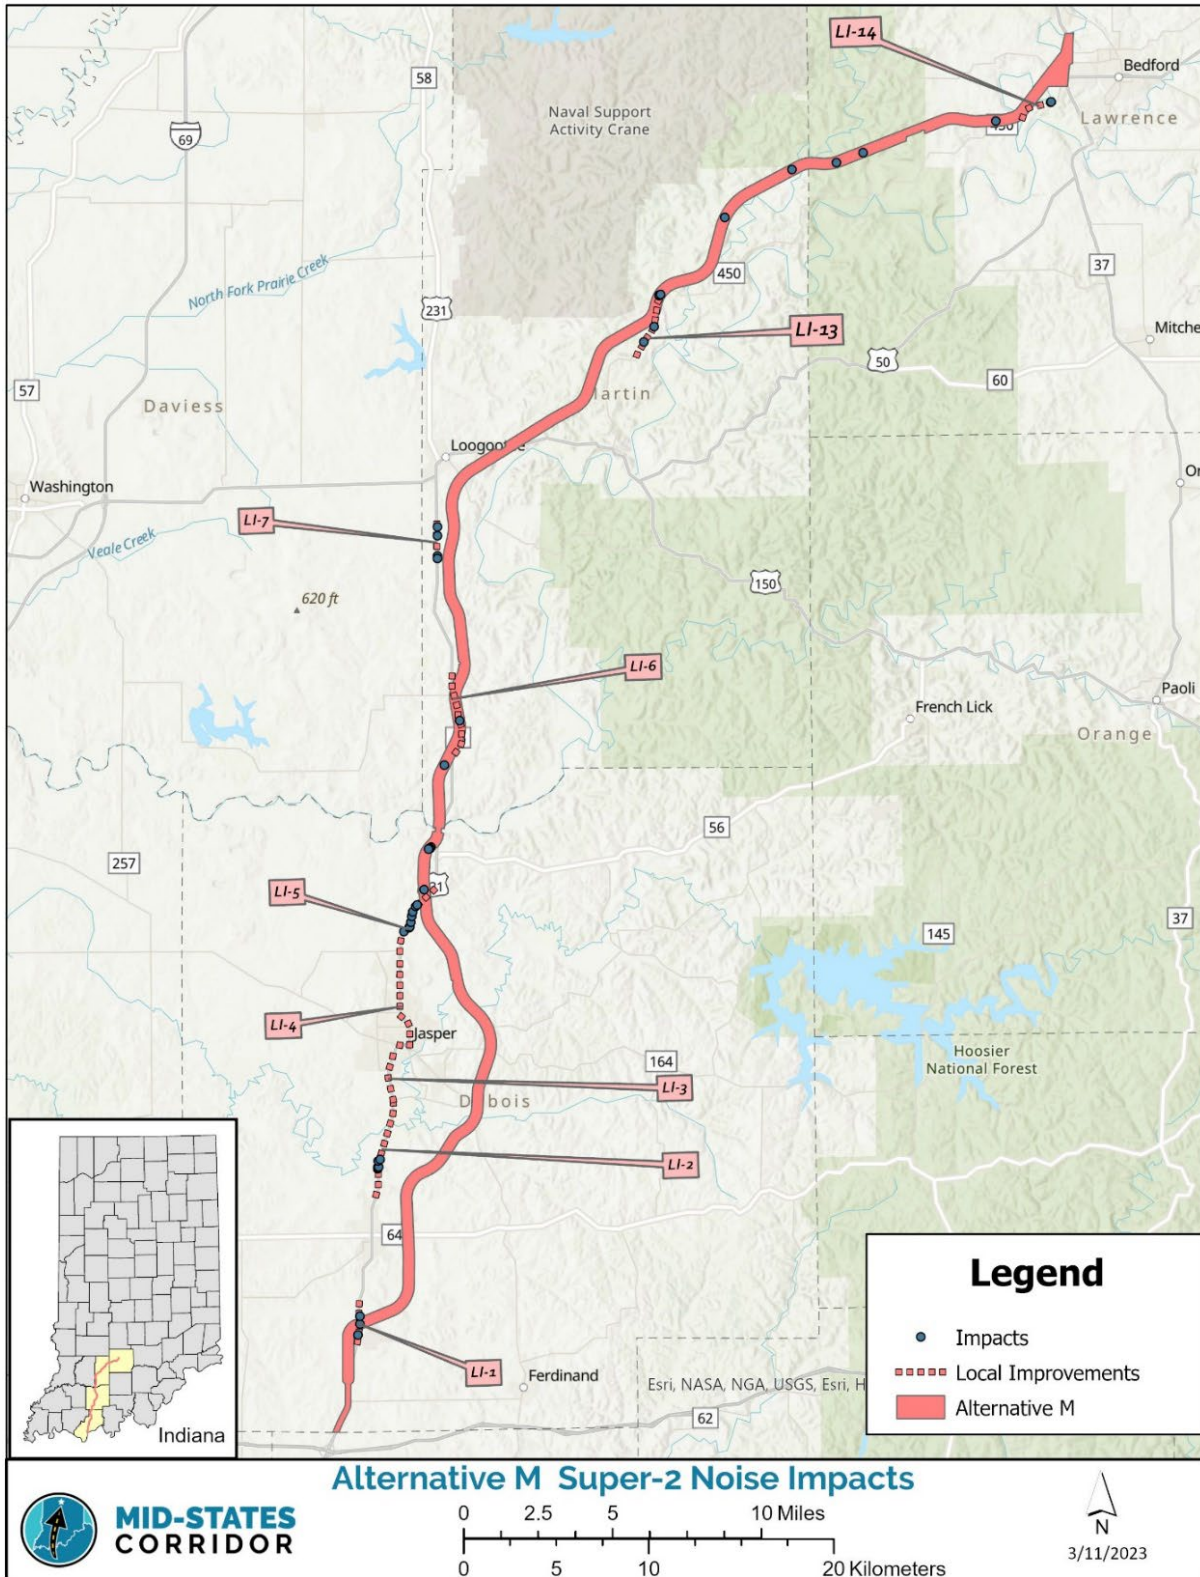 LI-14
58
Bedford
Naval Support
Activity Crane
Lawrence
69
450
37
North Fork Prairie Creek
231
LI-13
Mitche
50
57
60
Daviess
artin
Loogoo
Washington
LI-7
Veale Creek
150
620 ft
LI-6
Paoli
French Lick
Orange
56
257
LI-5
37
145
LI-4
Jasper
Hoosier
National Forest
164
LI-3
D bois
LI-2
64
Legend
Impacts
Local Improvements
Alternative M
LI-1
Ferdinand
Esri, NASA, NGA, USGS, Esri, H
62
Indiana
Alternative M Super-2 Noise Impacts
MID-STATES
CORRIDOR
0 2.5 5 10 Miles
0 5 10 20 Kilometers
N
3/11/2023